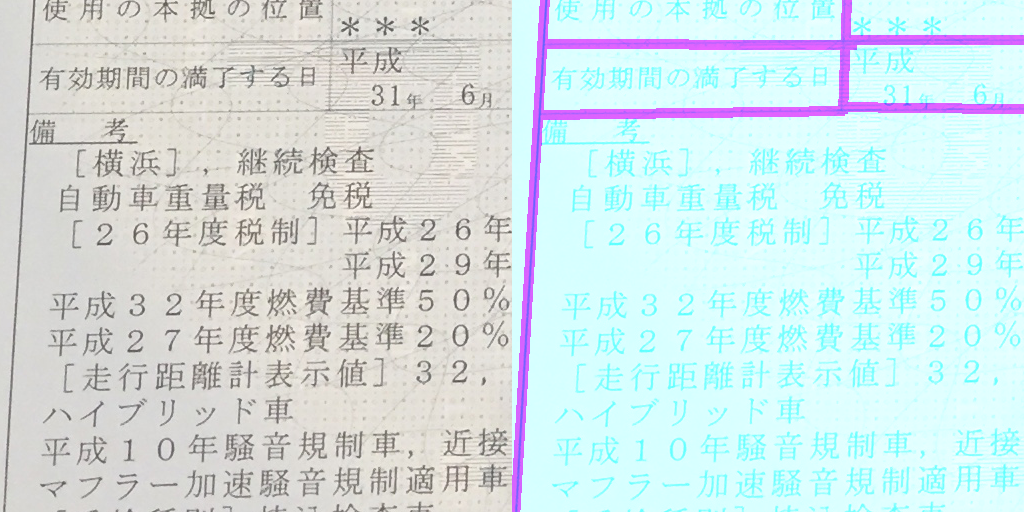 使用の本拠の位置
***
有効期間の満了する日
平成
31年 6月
備 考
[横浜], 継続検査
自動車重量税 免税
[26年度税制] 平成26年
平成29年
平成32年度燃費基準50%
平成27年度燃費基準20%
[走行距離計表示値] 32,
ハイブリッド車
平成10年騒音規制車, 近接
マフラー加速騒音規制適用車
使用の本拠の位置
***
有効期間の満了する日
平成
31年 6月
備 考
[横浜], 継続検査
自動車重量税 免税
[26年度税制] 平成26年
平成29年
平成32年度燃費基準50%
平成27年度燃費基準20%
[走行距離計表示値] 32,
ハイブリッド車
平成10年騒音規制車, 近接
マフラー加速騒音規制適用車